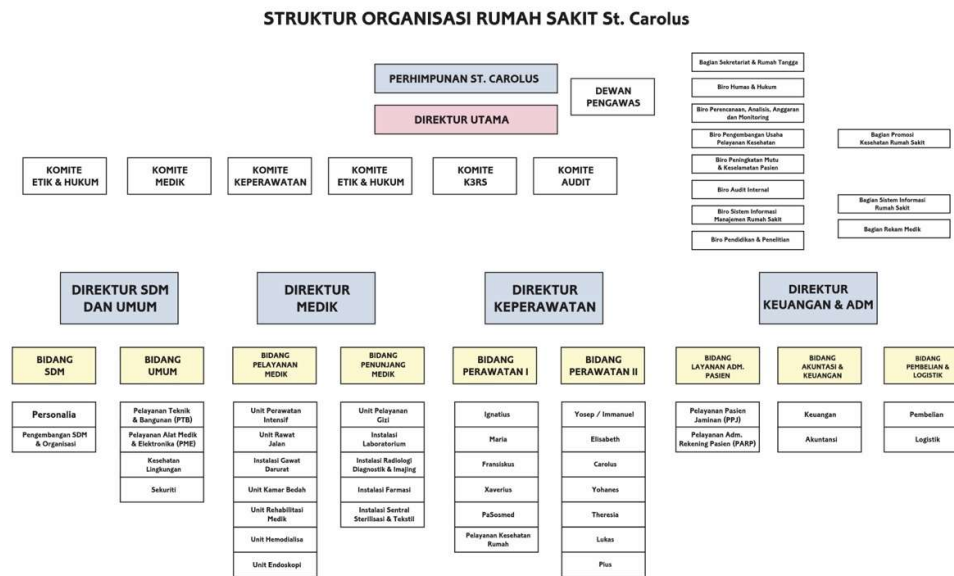 STRUKTUR ORGANISASI RUMAH SAKIT St. Carolus
PERHIMPUNAN ST. CAROLUS
DIREKTUR UTAMA
DEWAN
PENGAWAS
Bagian Sekretariat & Rumah Tangga
Biro Humas & Hukum
Biro Perencanaan, Analisis, Anggaran
dan Monitoring
Biro Pengembangan Usaha
Pelayanan Kesehatan
Biro Peningkatan Mutu
& Keselamatan Pasien
Biro Audit Internal
Biro Sistem Informasi
Manajemen Rumah Sakit
Biro Pendidikan & Penelitian
Bagian Promosi
Kesehatan Rumah Sakit
Bagian Sistem Informasi
Rumah Sakit
Bagian Rekam Medik
KOMITE
ETIK & HUKUM
KOMITE
MEDIK
KOMITE
KEPERAWATAN
KOMITE
ETIK & HUKUM
KOMITE
K3RS
KOMITE
AUDIT
DIREKTUR SDM
DAN UMUM
DIREKTUR
MEDIK
DIREKTUR
KEPERAWATAN
DIREKTUR
KEUANGAN & ADM
BIDANG
SDM
Personalia
Pengembangan SDM
& Organisasi
BIDANG
UMUM
Pelayanan Teknik
& Bangunan (PTB)
Pelayanan Alat Medik
& Elektronika (PME)
Kesehatan
Lingkungan
Sekuriti
BIDANG
PELAYANAN
MEDIK
Unit Perawatan
Intensif
Unit Rawat
Jalan
Instalasi Gawat
Darurat
Unit Kamar Bedah
Unit Rehabilitasi
Medik
Unit Hemodialisa
Unit Endoskopi
BIDANG
PENUNJANG
MEDIK
Unit Pelayanan
Gizi
Instalasi
Laboratorium
Instalasi Radiologi
Diagnostik & Imajing
Instalasi Farmasi
Instalasi Sentral
Sterilisasi & Tekstil
BIDANG
PERAWATAN I
Ignatius
Maria
Fransiskus
Xaverius
PaSosmed
Pelayanan Kesehatan
Rumah
BIDANG
PERAWATAN II
Yosep / Immanuel
Elisabeth
Carolus
Yohanes
Theresia
Lukas
Pius
BIDANG
LAYANAN ADM.
PASIEN
Pelayanan Pasien
Jaminan (PPJ)
Pelayanan Adm.
Rekening Pasien (PARP)
BIDANG
AKUNTASI &
KEUANGAN
Keuangan
Akuntansi
BIDANG
PEMBELIAN &
LOGISTIK
Pembelian
Logistik